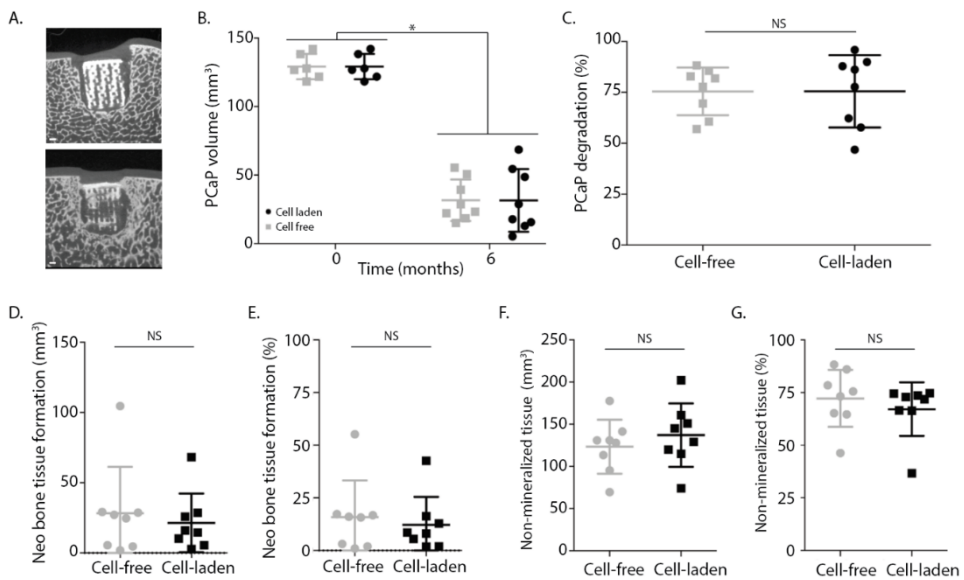 A.
B.
*
150
100
50
0
PCaP volume (mm³)
Cell laden
Cell free
0
6
Time (months)
C.
NS
100
75
50
25
0
PCaP degradation (%)
Cell-free
Cell-laden
D.
NS
150
100
50
0
Neo bone tissue formation (mm³)
Cell-free
Cell-laden
E.
NS
100
75
50
25
0
Neo bone tissue formation (%)
Cell-free
Cell-laden
F.
NS
250
200
150
100
50
0
Non-mineralized tissue (mm³)
Cell-free
Cell-laden
G.
NS
100
75
50
25
0
Non-mineralized tissue (%)
Cell-free
Cell-laden